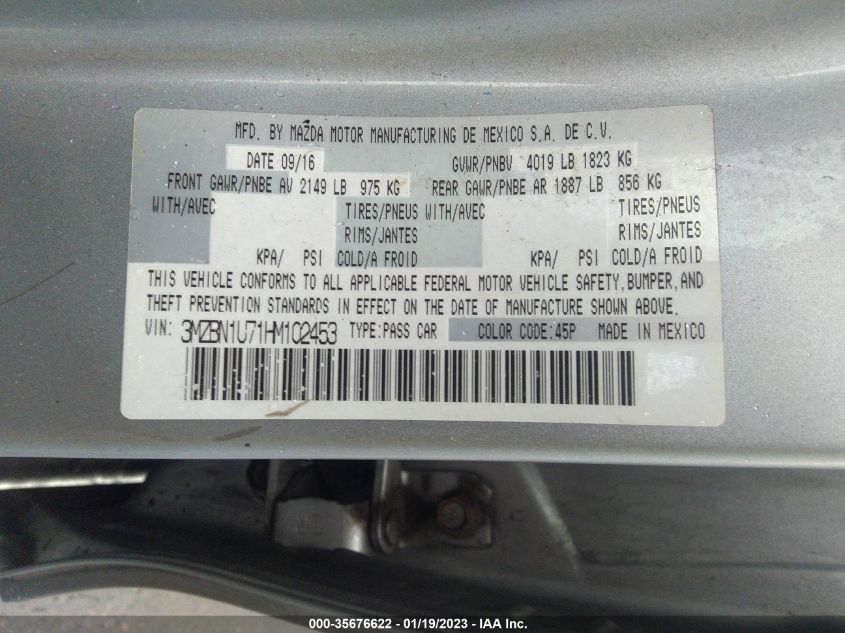 MFD. BY MAZDA MOTOR MANUFACTURING DE MEXICO S.A. DE C.V.
DATE 09/16 GVWR/PNBV 4019 LB 1823 KG
FRONT GAWR/PNBE AV 2149 LB 975 KG REAR GAWR/PNBE AR 1887 LB 856 KG
WITH/AVEC TIRES/PNEUS WITH/AVEC TIRES/PNEUS
RIMS/JANTES RIMS/JANTES
KPA/ PSI COLD/A FROID KPA/ PSI COLD/A FROID
THIS VEHICLE CONFORMS TO ALL APPLICABLE FEDERAL MOTOR VEHICLE SAFETY, BUMPER, AND
THEFT PREVENTION STANDARDS IN EFFECT ON THE DATE OF MANUFACTURE SHOWN ABOVE.
VIN: 3MZBN1U71HM102453 TYPE:PASS CAR COLOR CODE:45P MADE IN MEXICO
000-35676622 - 01/19/2023 - IAA Inc.